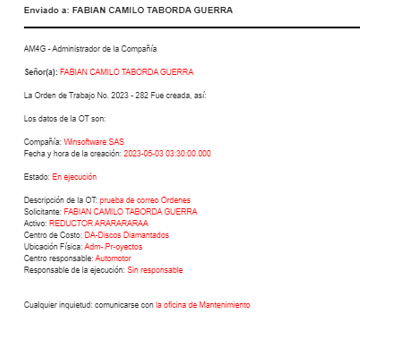 Enviado a: FABIAN CAMILO TABORDA GUERRA
AM4G - Administrador de la Compañía
Señor(a): FABIAN CAMILO TABORDA GUERRA
La Orden de Trabajo No. 2023 - 282 Fue creada, así:
Los datos de la OT son:
Compañía: Winsoftware SAS
Fecha y hora de la creación: 2023-05-03 03:30:00.000
Estado: En ejecución
Descripción de la OT: prueba de correo Ordenes
Solicitante: FABIAN CAMILO TABORDA GUERRA
Activo: REDUCTOR ARARARARAA
Centro de Costo: DA-Discos Diamantados
Ubicación Física: Adm-.Pr-oyectos
Centro responsable: Automotor
Responsable de la ejecución: Sin responsable
Cualquier inquietud: comunicarse con la oficina de Mantenimiento